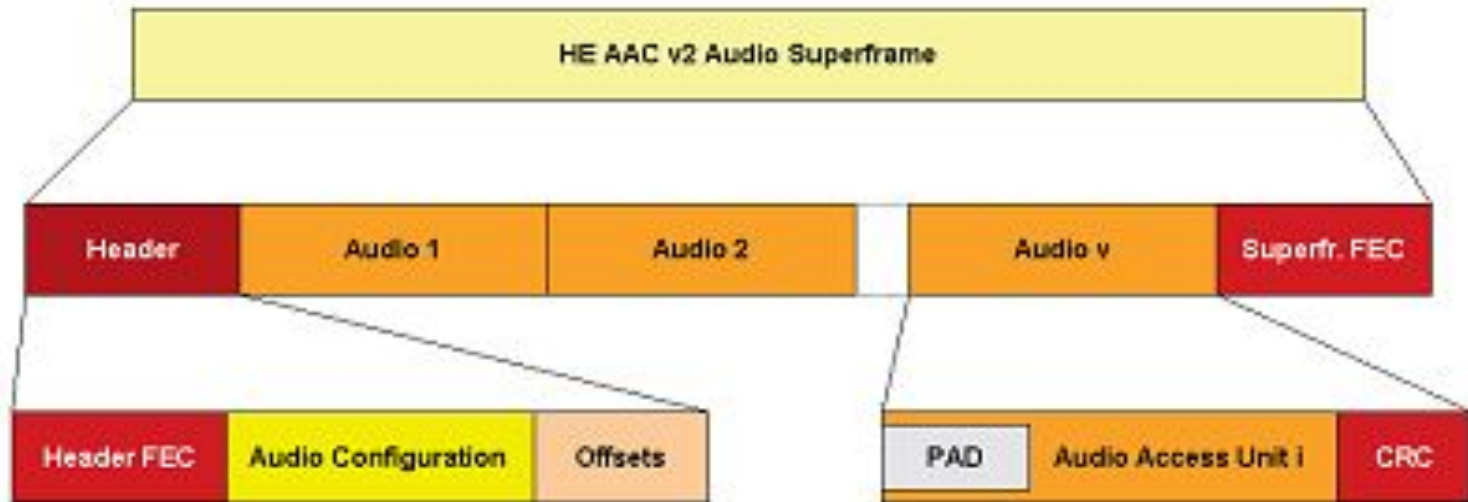 HE AAC v2 Audio Superframe
Header
Audio 1
Audio 2
Audio v
Superfr. FEC
Header FEC
Audio Configuration
Offsets
PAD
Audio Access Unit i
CRC